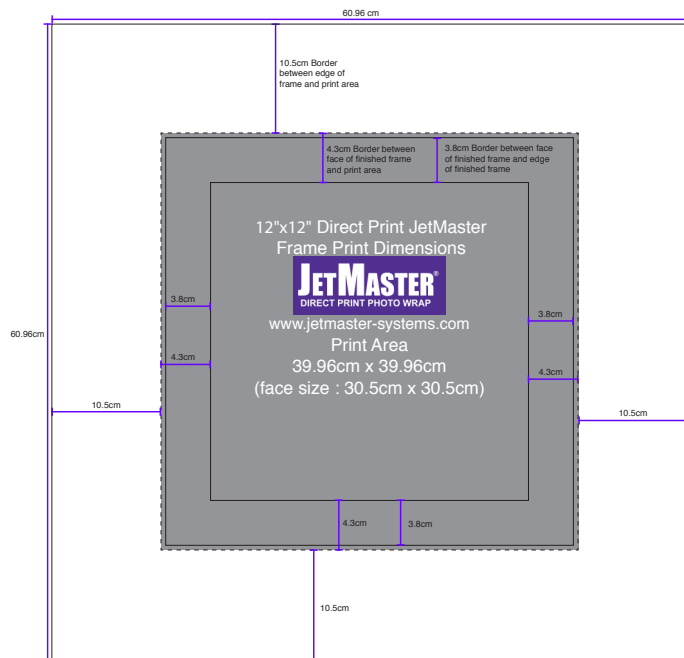 60.96 cm
10.5cm Border
between edge of
frame and print area
4.3cm Border between
face of finished frame
and print area
3.8cm Border between face
of finished frame and edge
of finished frame
12"x12" Direct Print JetMaster
Frame Print Dimensions
JETMASTER®
DIRECT PRINT PHOTO WRAP
www.jetmaster-systems.com
Print Area
39.96cm x 39.96cm
(face size : 30.5cm x 30.5cm)
3.8cm
3.8cm
60.96cm
4.3cm
4.3cm
10.5cm
10.5cm
4.3cm
3.8cm
10.5cm